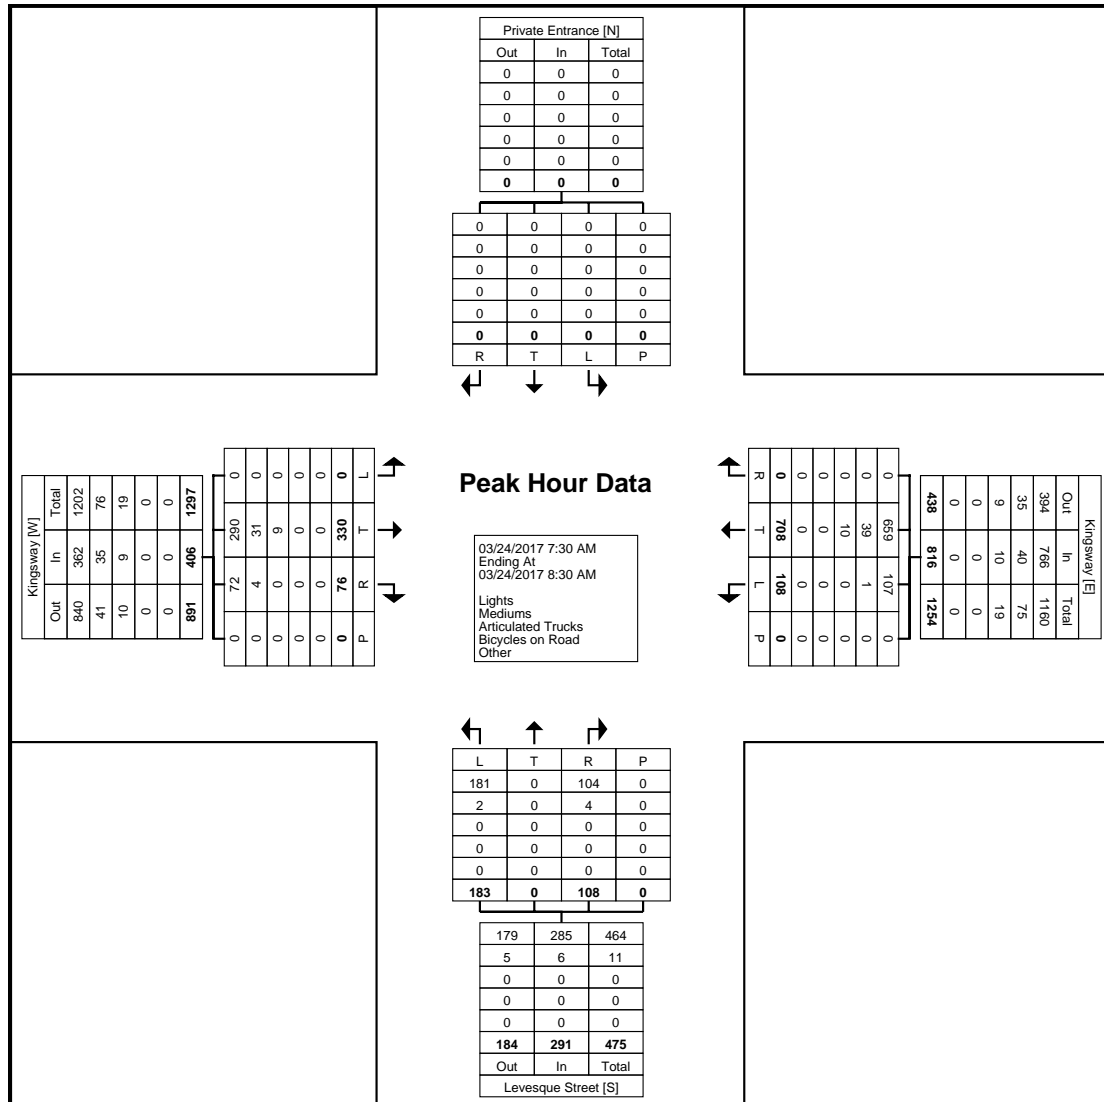 Private Entrance [N]
Out In Total
0 0 0
0 0 0
0 0 0
0 0 0
0 0 0
0 0 0
0 0 0 0
0 0 0 0
0 0 0 0
0 0 0 0
0 0 0 0
0 0 0 0
R T L P
Kingsway [W]
Total In Out
1202 362 840
76 35 41
19 9 10
0 0 0
0 0 0
1297 406 891
0 290 72 0
0 31 4 0
0 9 0 0
0 0 0 0
0 0 0 0
0 330 76 0
L T R P
Peak Hour Data
03/24/2017 7:30 AM
Ending At
03/24/2017 8:30 AM
Lights
Mediums
Articulated Trucks
Bicycles on Road
Other
R T L P
0 708 108 0
0 0 0 0
0 0 0 0
0 10 0 0
0 39 1 0
0 659 107 0
Kingsway [E]
Out In Total
394 766 1160
35 40 75
9 10 19
0 0 0
0 0 0
438 816 1254
L T R P
181 0 104 0
2 0 4 0
0 0 0 0
0 0 0 0
0 0 0 0
183 0 108 0
179 285 464
5 6 11
0 0 0
0 0 0
0 0 0
184 291 475
Out In Total
Levesque Street [S]